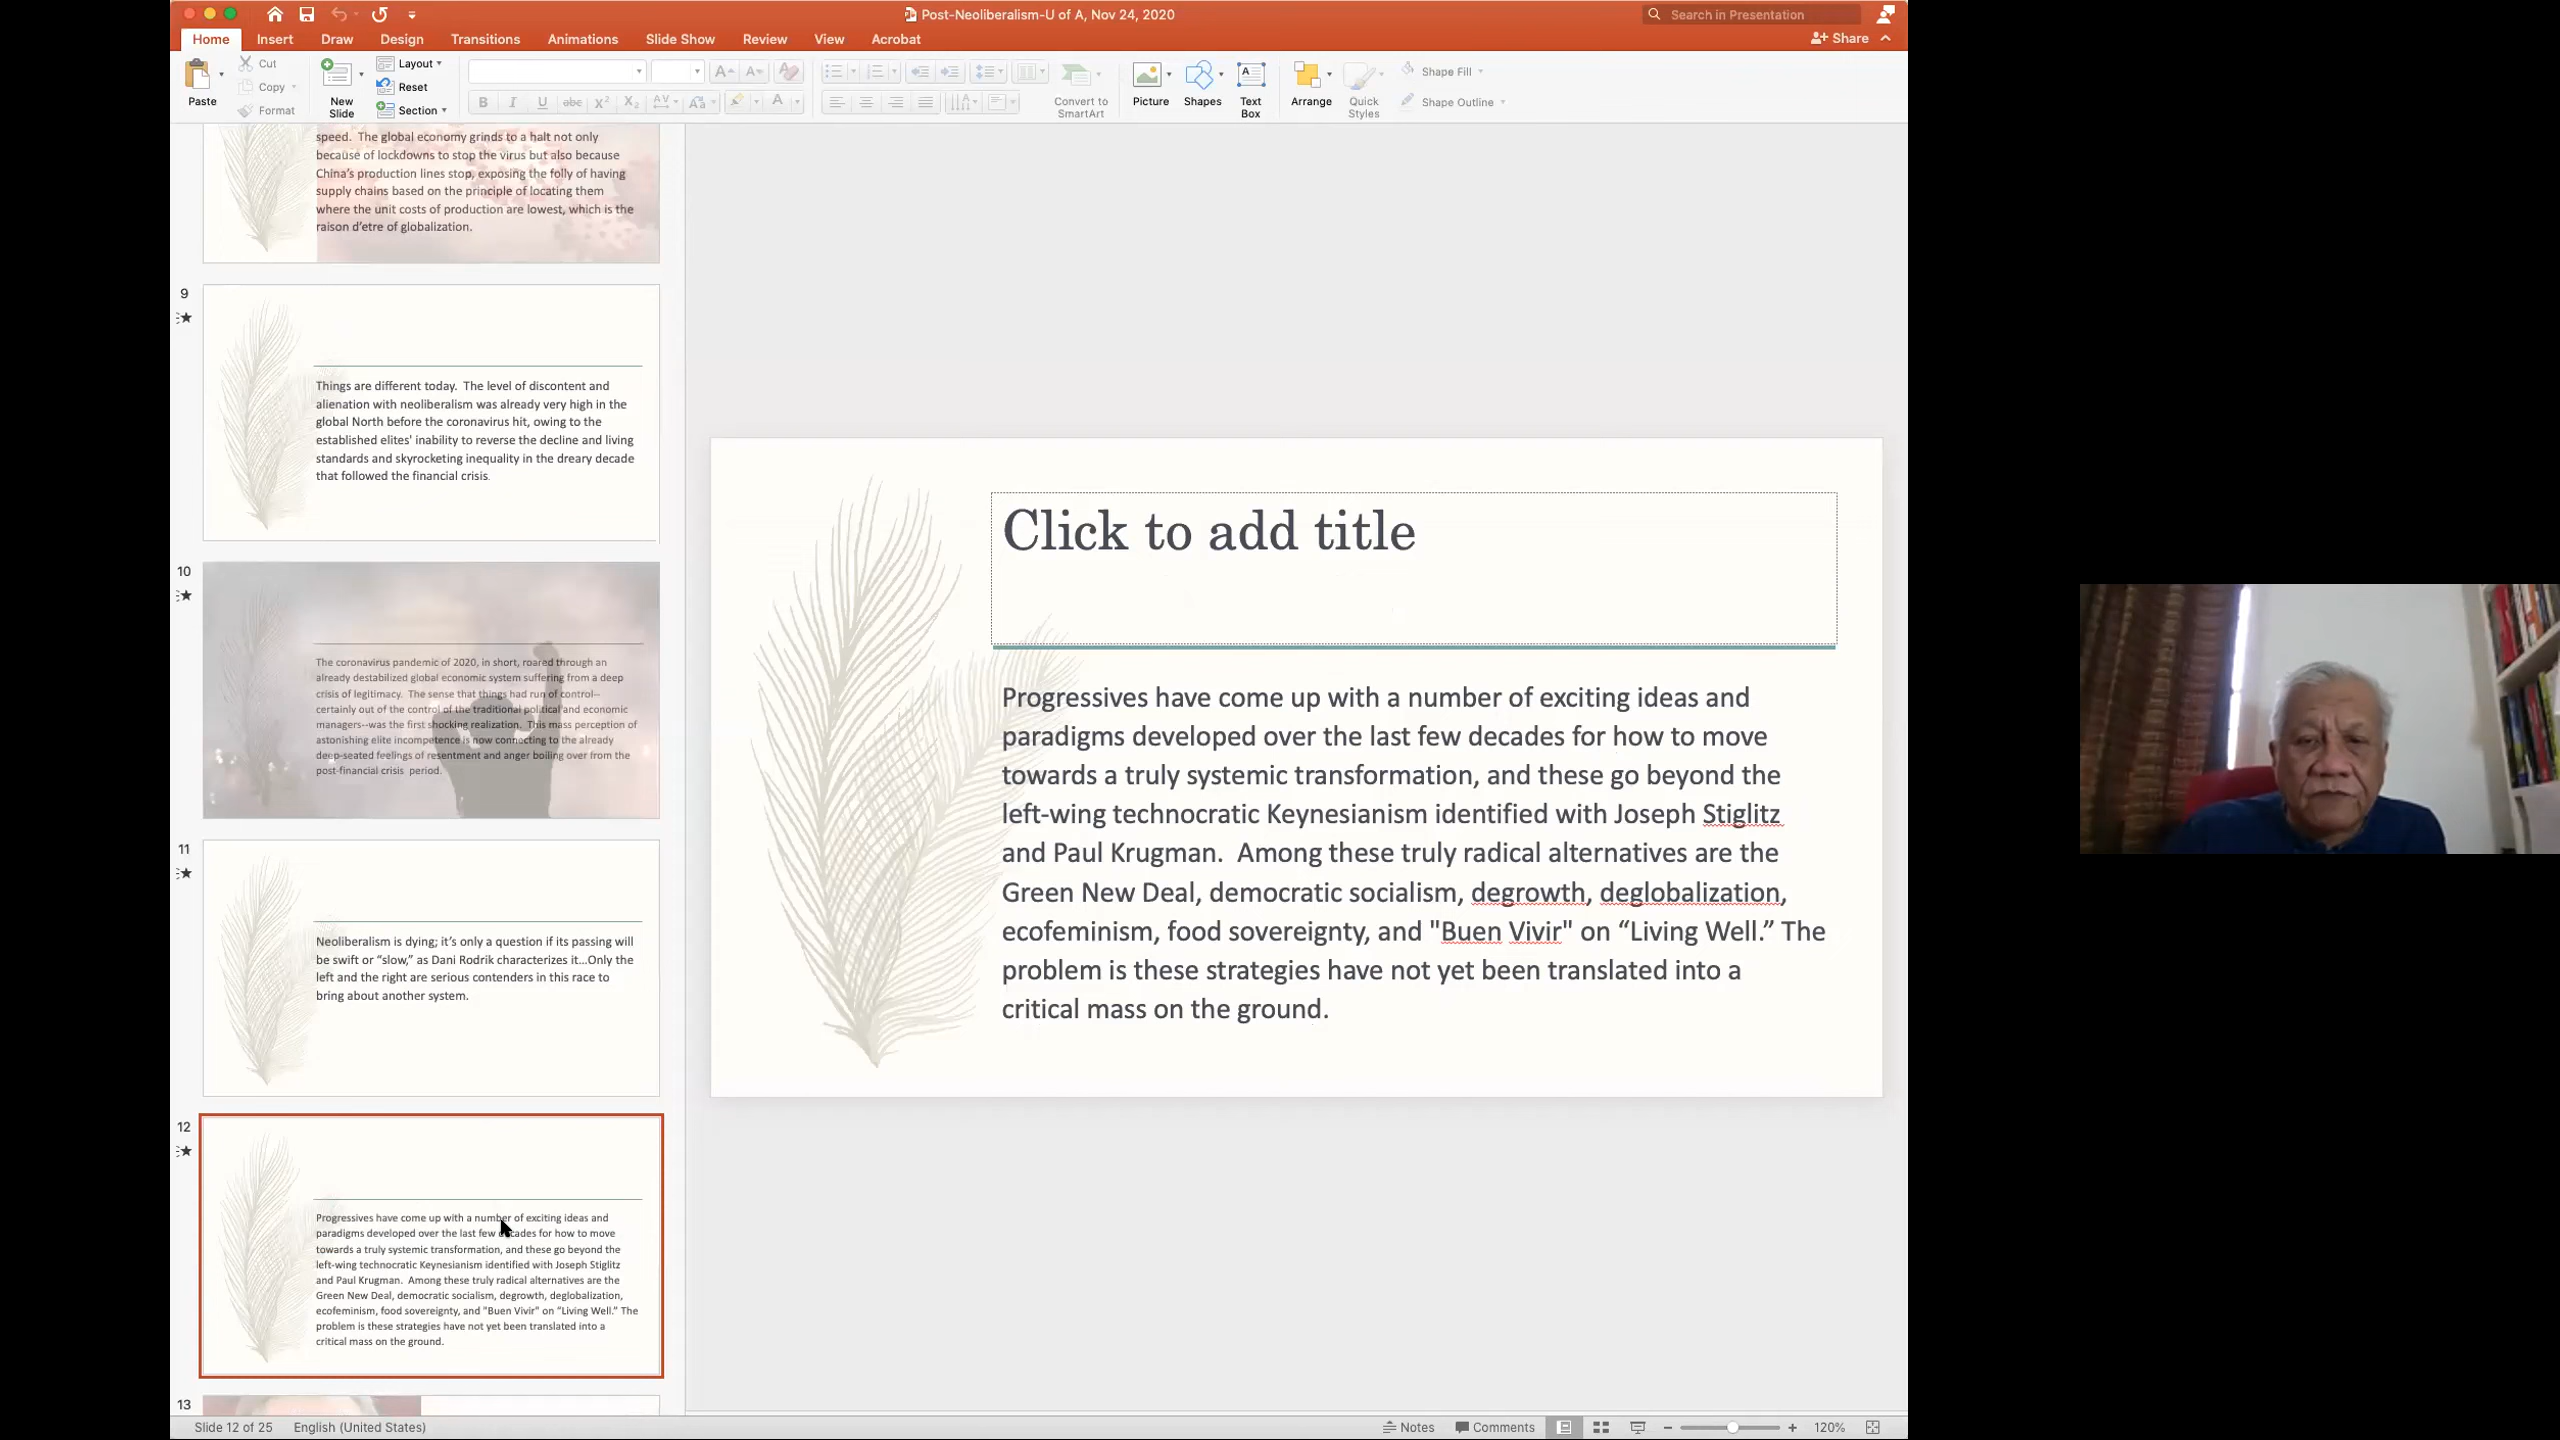 Post-Neoliberalism-U of A, Nov 24, 2020
Search in Presentation
Home Insert Draw Design Transitions Animations Slide Show Review View Acrobat
Share
Paste
Cut
Copy
Format
New Slide
Layout
Reset
Section
Convert to SmartArt
Picture
Shapes
Text Box
Arrange
Quick Styles
Shape Fill
Shape Outline
speed.  The global economy grinds to a halt not only
because of lockdowns to stop the virus but also because
China's production lines stop, exposing the folly of having
supply chains based on the principle of locating them
where the unit costs of production are lowest, which is the
raison d'etre of globalization.
9
Things are different today.  The level of discontent and
alienation with neoliberalism was already very high in the
global North before the coronavirus hit, owing to the
established elites' inability to reverse the decline and living
standards and skyrocketing inequality in the dreary decade
that followed the financial crisis.
10
The coronavirus pandemic of 2020, in short, roared through an
already destabilized global economic system suffering from a deep
crisis of legitimacy.  The sense that things had run of control--
certainly out of the control of the traditional political and economic
managers--was the first shocking realization.  This mass perception of
astonishing elite incompetence is now connecting to the already
deep-seated feelings of resentment and anger boiling over from the
post-financial crisis  period.
11
Neoliberalism is dying; it's only a question if its passing will
be swift or “slow,” as Dani Rodrik characterizes it...Only the
left and the right are serious contenders in this race to
bring about another system.
12
Progressives have come up with a number of exciting ideas and
paradigms developed over the last few decades for how to move
towards a truly systemic transformation, and these go beyond the
left-wing technocratic Keynesianism identified with Joseph Stiglitz
and Paul Krugman.  Among these truly radical alternatives are the
Green New Deal, democratic socialism, degrowth, deglobalization,
ecofeminism, food sovereignty, and "Buen Vivir" on “Living Well.” The
problem is these strategies have not yet been translated into a
critical mass on the ground.
13
Click to add title
Progressives have come up with a number of exciting ideas and
paradigms developed over the last few decades for how to move
towards a truly systemic transformation, and these go beyond the
left-wing technocratic Keynesianism identified with Joseph Stiglitz
and Paul Krugman.  Among these truly radical alternatives are the
Green New Deal, democratic socialism, degrowth, deglobalization,
ecofeminism, food sovereignty, and "Buen Vivir" on “Living Well.” The
problem is these strategies have not yet been translated into a
critical mass on the ground.
Slide 12 of 25 English (United States)
Notes Comments 120%